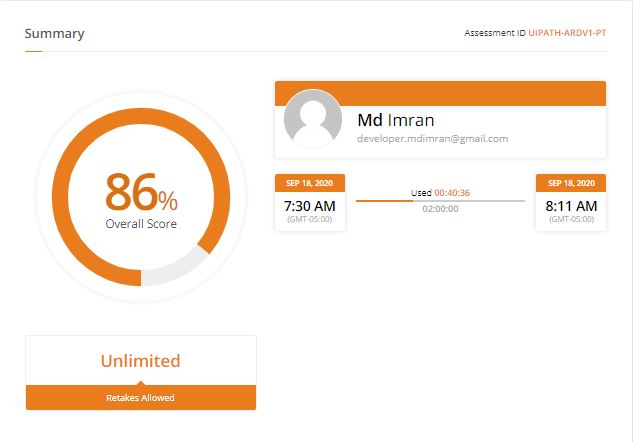 Summary
Assessment ID UIPATH-ARDV1-PT
86%
Overall Score
Md Imran
developer.mdimran@gmail.com
SEP 18, 2020
7:30 AM
(GMT-05:00)
Used 00:40:36
02:00:00
SEP 18, 2020
8:11 AM
(GMT-05:00)
Unlimited
Retakes Allowed